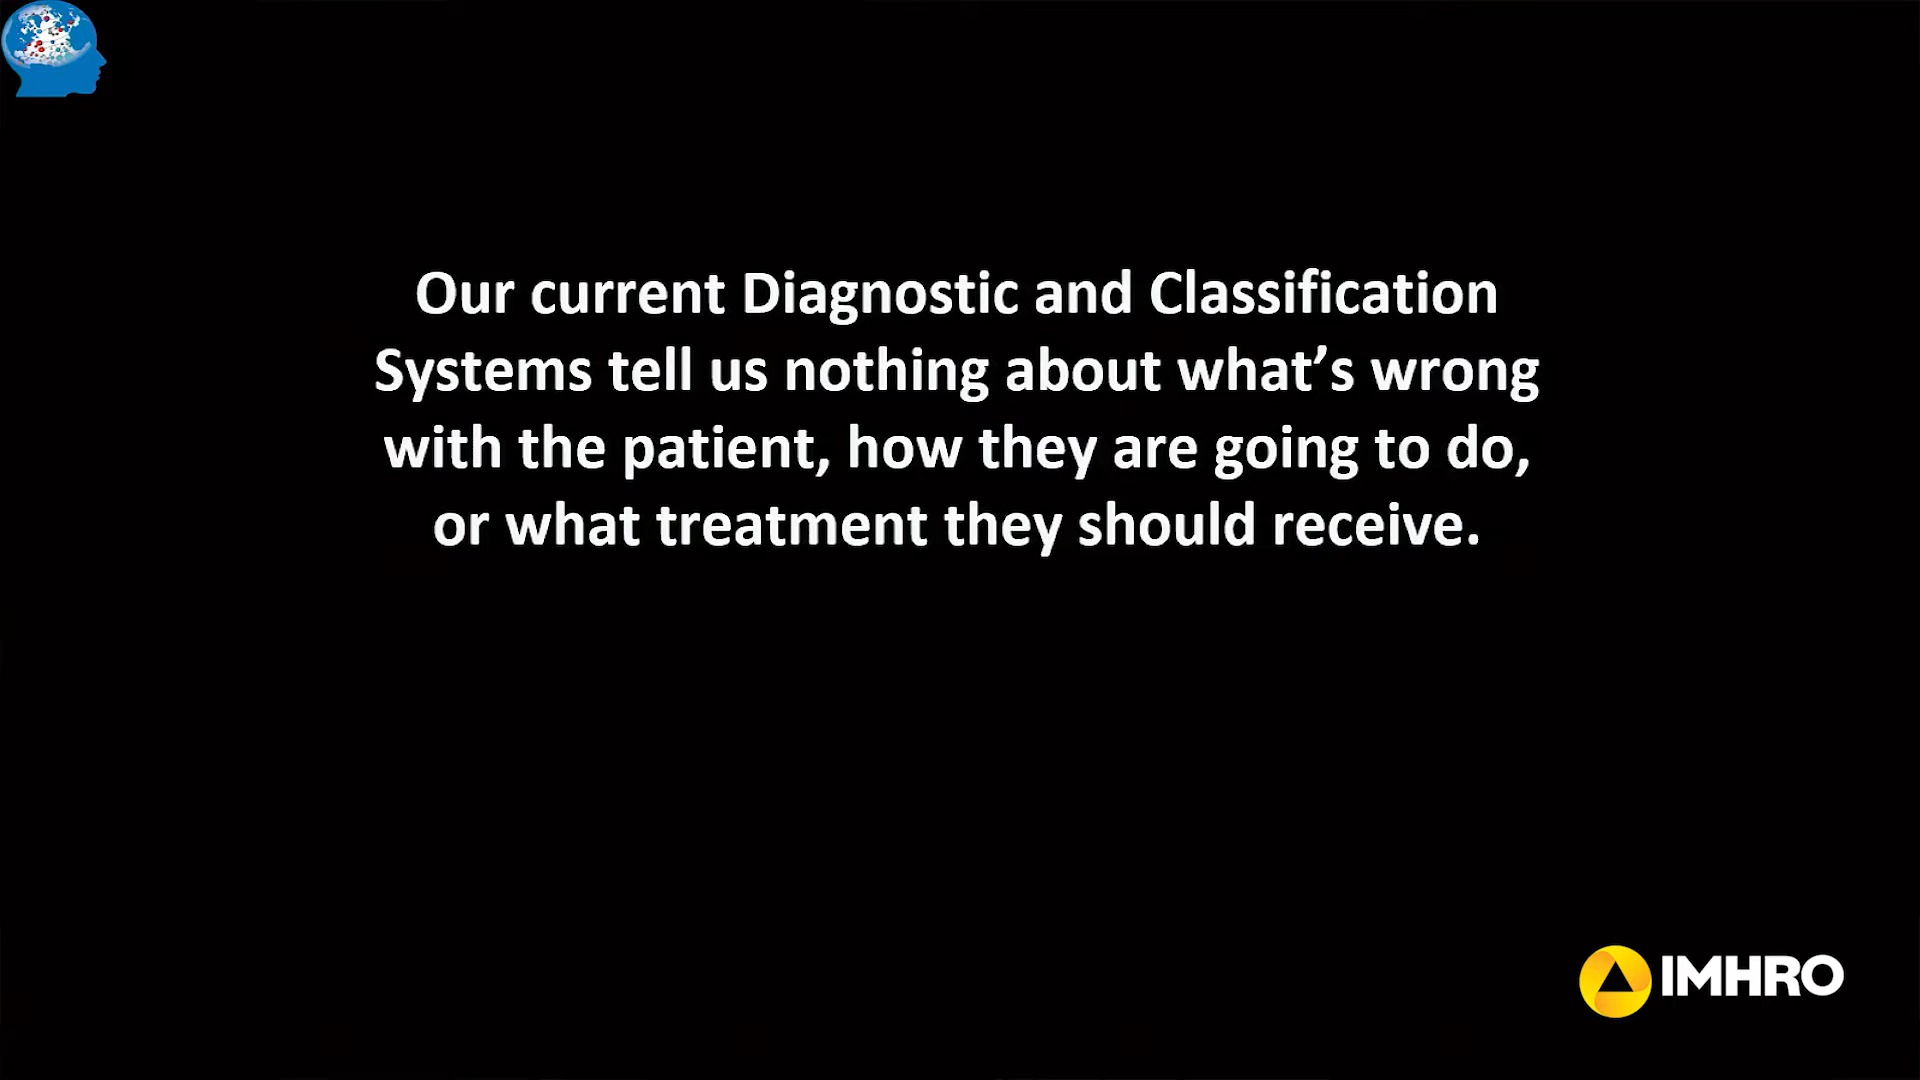 Our current Diagnostic and Classification
Systems tell us nothing about what’s wrong
with the patient, how they are going to do,
or what treatment they should receive.
IMHRO